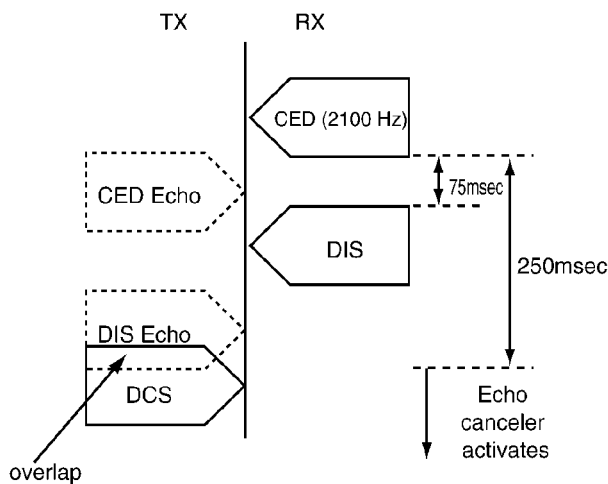 TX
RX
CED (2100 Hz)
CED Echo
75msec
DIS
250msec
DIS Echo
DCS
Echo
canceler
activates
overlap